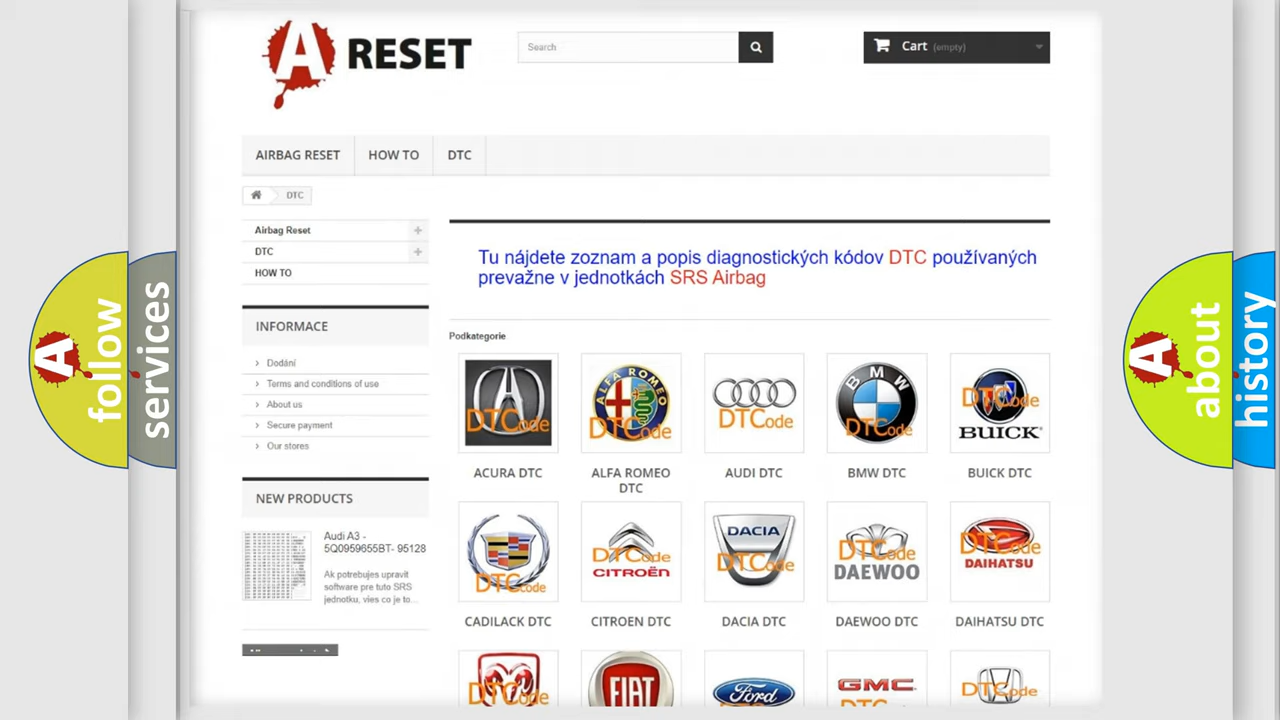 A RESET
Search
Cart (empty)
AIRBAG RESET
HOW TO
DTC
DTC
Airbag Reset
DTC
HOW TO
Tu nájdete zoznam a popis diagnostických kódov DTC používaných
prevažne v jednotkách SRS Airbag
INFORMACE
Dodání
Terms and conditions of use
About us
Secure payment
Our stores
NEW PRODUCTS
Audi A3 -
5Q0959655BT- 95128
Ak potrebujes upravit
software pre tuto SRS
jednotku, vies co je to...
Podkategorie
DTCode
ALFA ROMEO
DTCode
DTCode
BMW
DTCode
DTCode
BUICK
ACURA DTC
ALFA ROMEO
DTC
AUDI DTC
BMW DTC
BUICK DTC
DTCode
DTCode
CITROËN
DACIA
DTCode
DTCode
DAEWOO
DTCode
DAIHATSU
CADILACK DTC
CITROEN DTC
DACIA DTC
DAEWOO DTC
DAIHATSU DTC
DTCode
FIAT
Ford
GMC
DTCode
A follow
services
A about
history